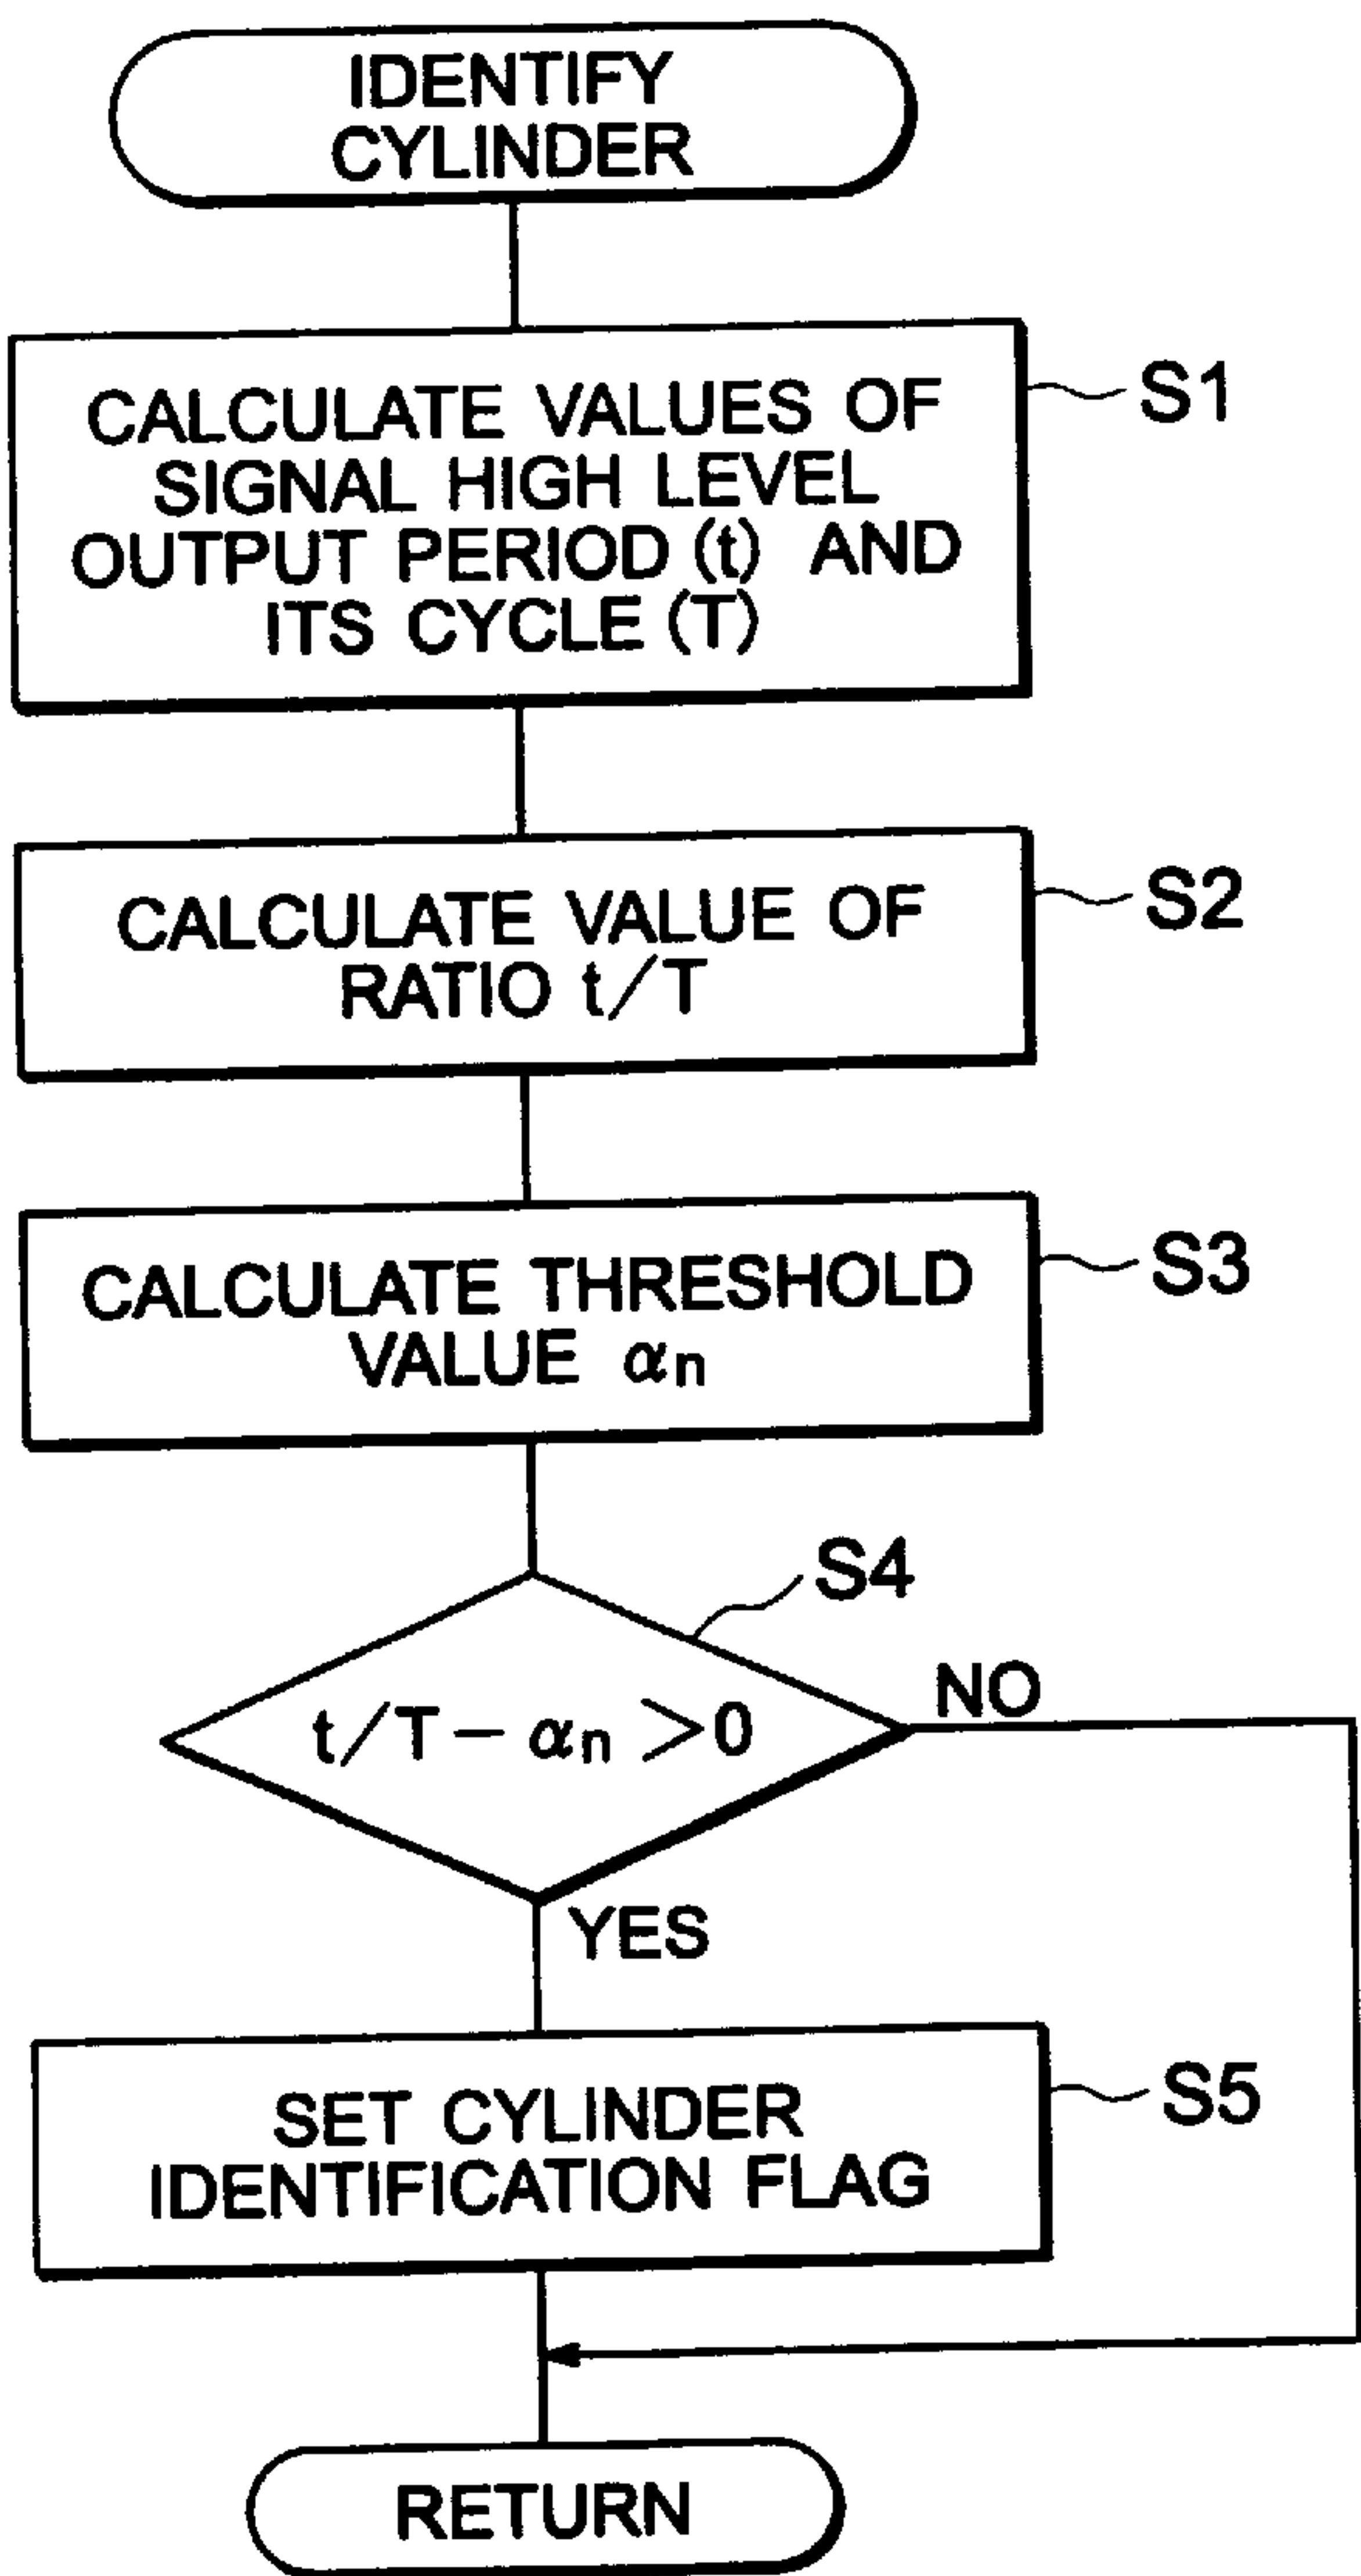 IDENTIFY
CYLINDER
CALCULATE VALUES OF
SIGNAL HIGH LEVEL
OUTPUT PERIOD (t) AND
ITS CYCLE (T)
S1
CALCULATE VALUE OF
RATIO t/T
S2
CALCULATE THRESHOLD
VALUE αn
S3
S4
t/T - αn >0
NO
YES
SET CYLINDER
IDENTIFICATION FLAG
S5
RETURN